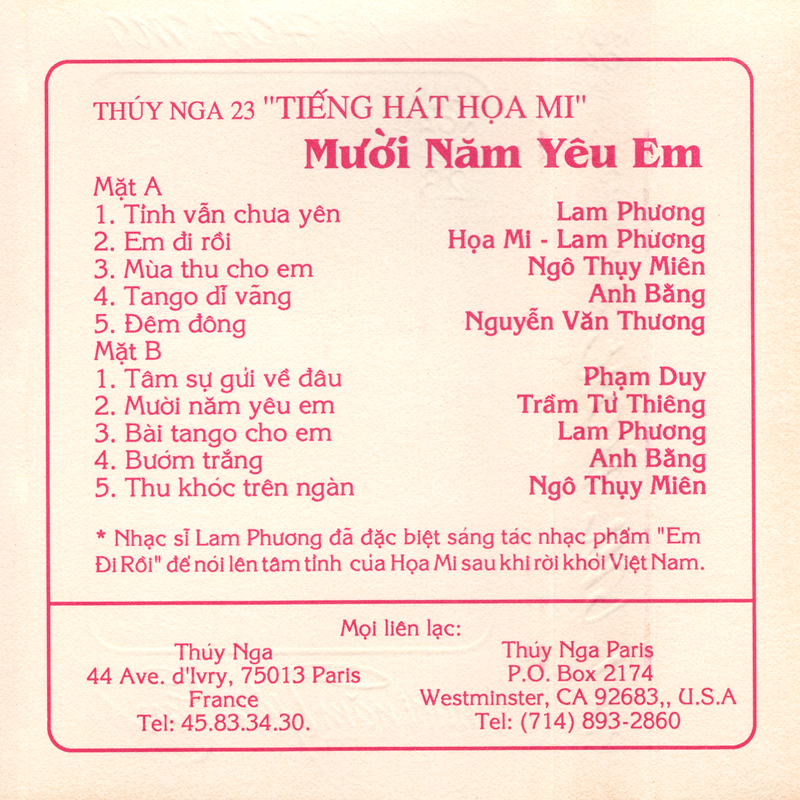 THÚY NGA 23 "TIẾNG HÁT HỌA MI"
Mười Năm Yêu Em
Mặt A
1. Tình vẫn chưa yên Lam Phương
2. Em đi rồi Họa Mi - Lam Phương
3. Mùa thu cho em Ngô Thụy Miên
4. Tango dĩ vãng Anh Bằng
5. Đêm đông Nguyễn Văn Thương
Mặt B
1. Tâm sự gửi về đâu Phạm Duy
2. Mười năm yêu em Trầm Tử Thiêng
3. Bài tango cho em Lam Phương
4. Bướm trắng Anh Bằng
5. Thu khóc trên ngàn Ngô Thụy Miên
* Nhạc sĩ Lam Phương đã đặc biệt sáng tác nhạc phẩm "Em
Đi Rồi" để nói lên tâm tình của Họa Mi sau khi rời khỏi Việt Nam.
Mọi liên lạc:
Thúy Nga
44 Ave. d'Ivry, 75013 Paris
France
Tel: 45.83.34.30.
Thúy Nga Paris
P.O. Box 2174
Westminster, CA 92683,, U.S.A
Tel: (714) 893-2860